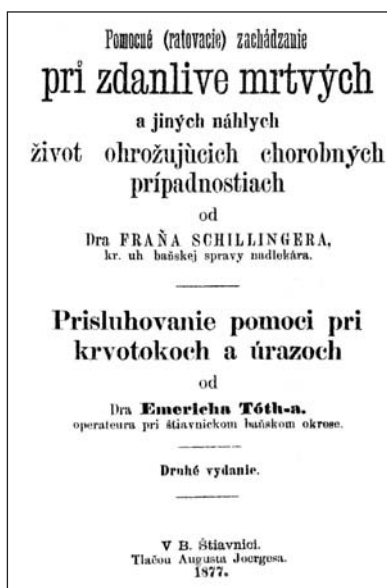 Pomocné (ratovacie) zachádzanie
pri zdanlive mrtvých
a jiných náhlych
život ohrožujùcich chorobných
prípadnostiach
od
Dra FRAŇA SCHILLINGERA,
kr. uh baňskej spravy nadlekára.
Prisluhovanie pomoci pri
krvotokoch a úrazoch
od
Dra Emericha Tóth-a.
operateura pri štiavnickom baňskom okrese.
Druhé vydanie.
V B. Štiavnici.
Tlačou Augusta Joergesa.
1877.